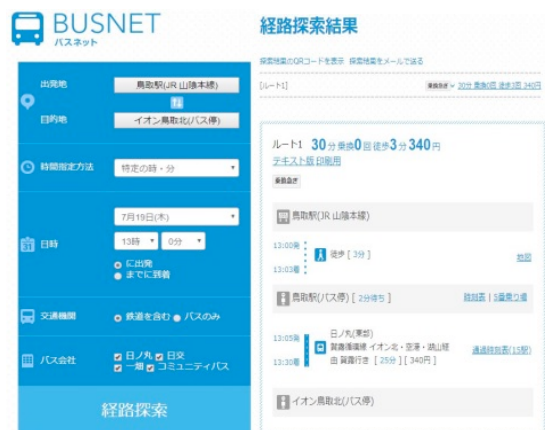 BUSNET
バスネット
出発地
鳥取駅(JR 山陰本線)
目的地
イオン鳥取北(バス停)
時間指定方法
特定の時・分
日時
7月19日(木)
13時
0分
に出発
までに到着
交通機関
鉄道を含む
バスのみ
バス会社
日ノ丸 日交
一畑 コミュニティバス
経路探索
経路探索結果
探索結果のQRコードを表示 探索結果をメールで送る
[ルート1]
乗換急ぎ
30分 乗換0回 徒歩3分 340円
ルート1 30分 乗換0回 徒歩3分 340円
テキスト版 印刷用
乗換急ぎ
鳥取駅(JR 山陰本線)
13:00発
徒歩 [ 3分 ]
地図
13:03着
鳥取駅(バス停) [ 2分待ち ]
時刻表 | 5番乗り場
13:05発
日ノ丸(東部)
賀露循環線 イオン北・空港・湖山経
由 賀露行き [ 25分 ] [ 340円 ]
通過時刻表(15駅)
13:30着
イオン鳥取北(バス停)